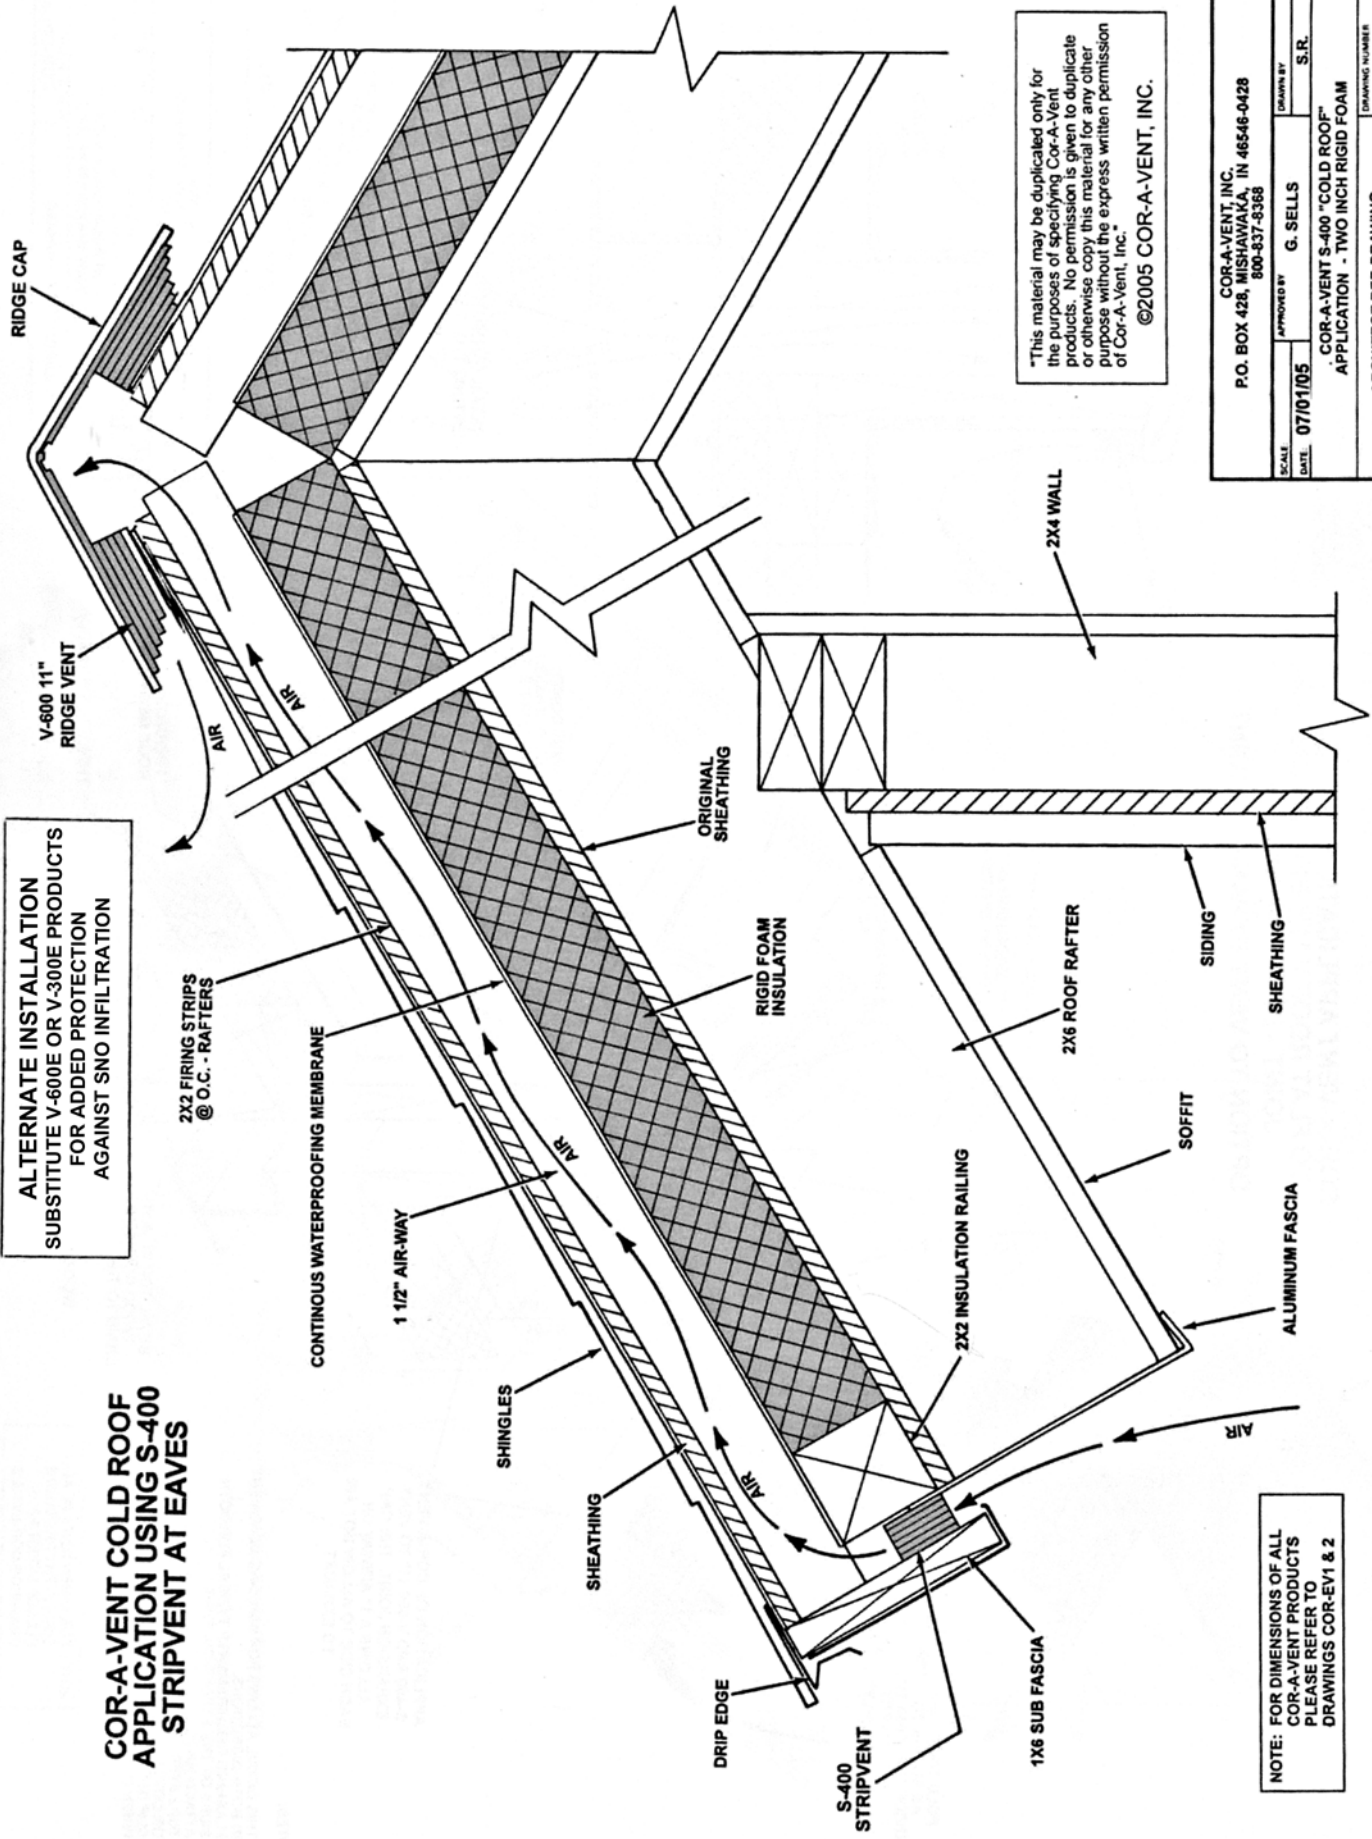 COR-A-VENT COLD ROOF
APPLICATION USING S-400
STRIPVENT AT EAVES
ALTERNATE INSTALLATION
SUBSTITUTE V-600E OR V-300E PRODUCTS
FOR ADDED PROTECTION
AGAINST SNO INFILTRATION
V-600 11"
RIDGE VENT
RIDGE CAP
AIR
AIR
2X2 FIRING STRIPS
@ O.C. - RAFTERS
CONTINOUS WATERPROOFING MEMBRANE
1 1/2" AIR-WAY
SHINGLES
SHEATHING
AIR
AIR
DRIP EDGE
S-400
STRIPVENT
1X6 SUB FASCIA
AIR
ORIGINAL
SHEATHING
RIGID FOAM
INSULATION
2X2 INSULATION RAILING
2X6 ROOF RAFTER
SOFFIT
ALUMINUM FASCIA
2X4 WALL
SIDING
SHEATHING
NOTE: FOR DIMENSIONS OF ALL
COR-A-VENT PRODUCTS
PLEASE REFER TO
DRAWINGS COR-EV1 & 2
"This material may be duplicated only for
the purposes of specifying Cor-A-Vent
products. No permission is given to duplicate
or otherwise copy this material for any other
purpose without the express written permission
of Cor-A-Vent, Inc."
©2005 COR-A-VENT, INC.
COR-A-VENT, INC.
P.O. BOX 428, MISHAWAKA, IN 46546-0428
800-837-8368
SCALE APPROVED BY G. SELLS DRAWN BY
DATE 07/01/05 S.R.
COR-A-VENT S-400 "COLD ROOF"
APPLICATION - TWO INCH RIGID FOAM
DRAWING NUMBER